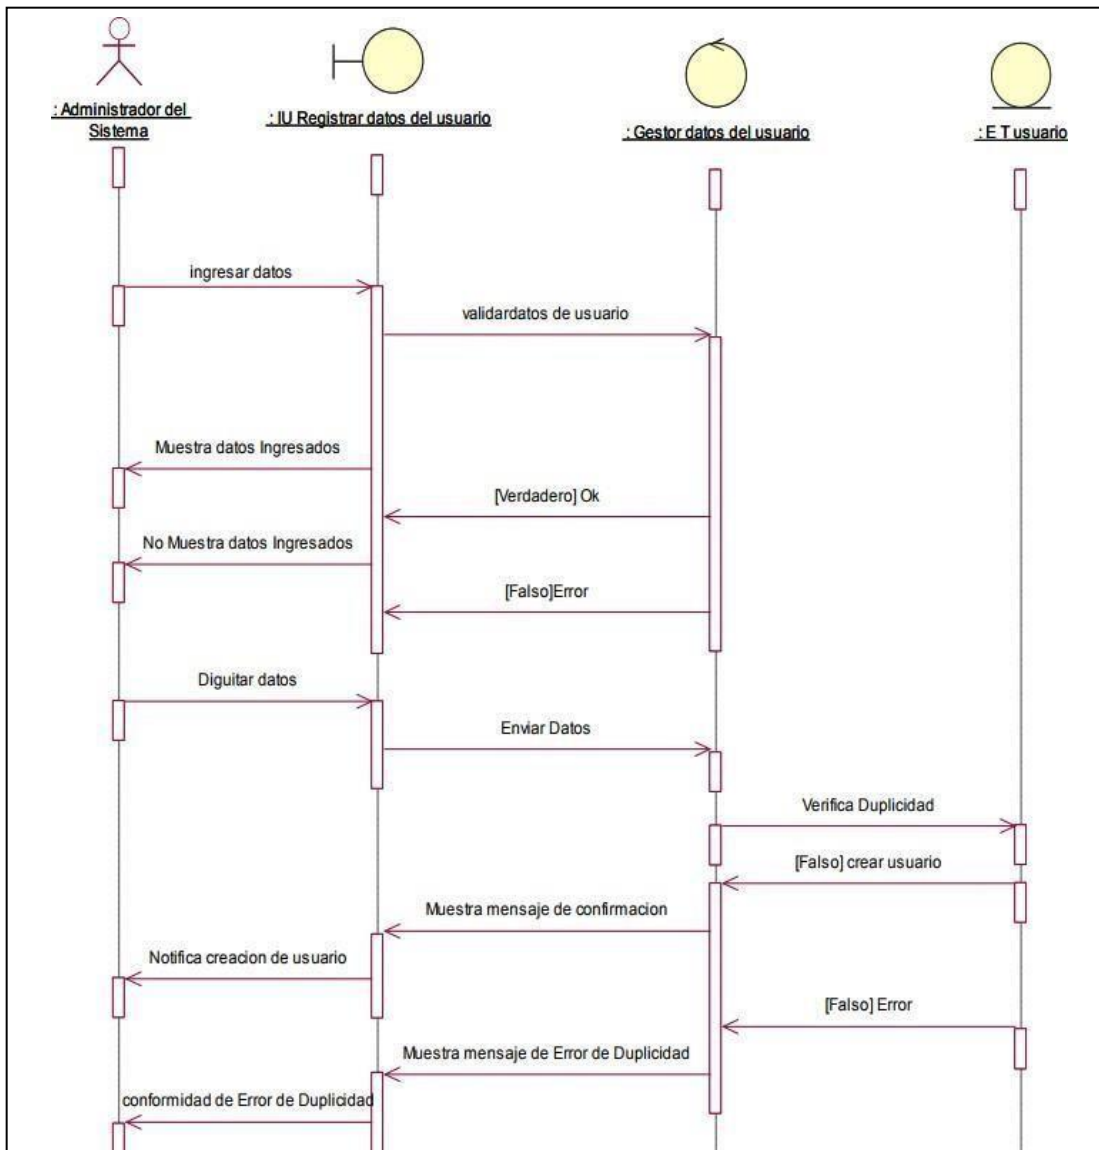 : Administrador del
Sistema
: IU Registrar datos del usuario
: Gestor datos del usuario
: E T usuario
ingresar datos
validardatos de usuario
Muestra datos Ingresados
[Verdadero] Ok
No Muestra datos Ingresados
[Falso]Error
Diguitar datos
Enviar Datos
Verifica Duplicidad
[Falso] crear usuario
Muestra mensaje de confirmacion
Notifica creacion de usuario
[Falso] Error
Muestra mensaje de Error de Duplicidad
conformidad de Error de Duplicidad